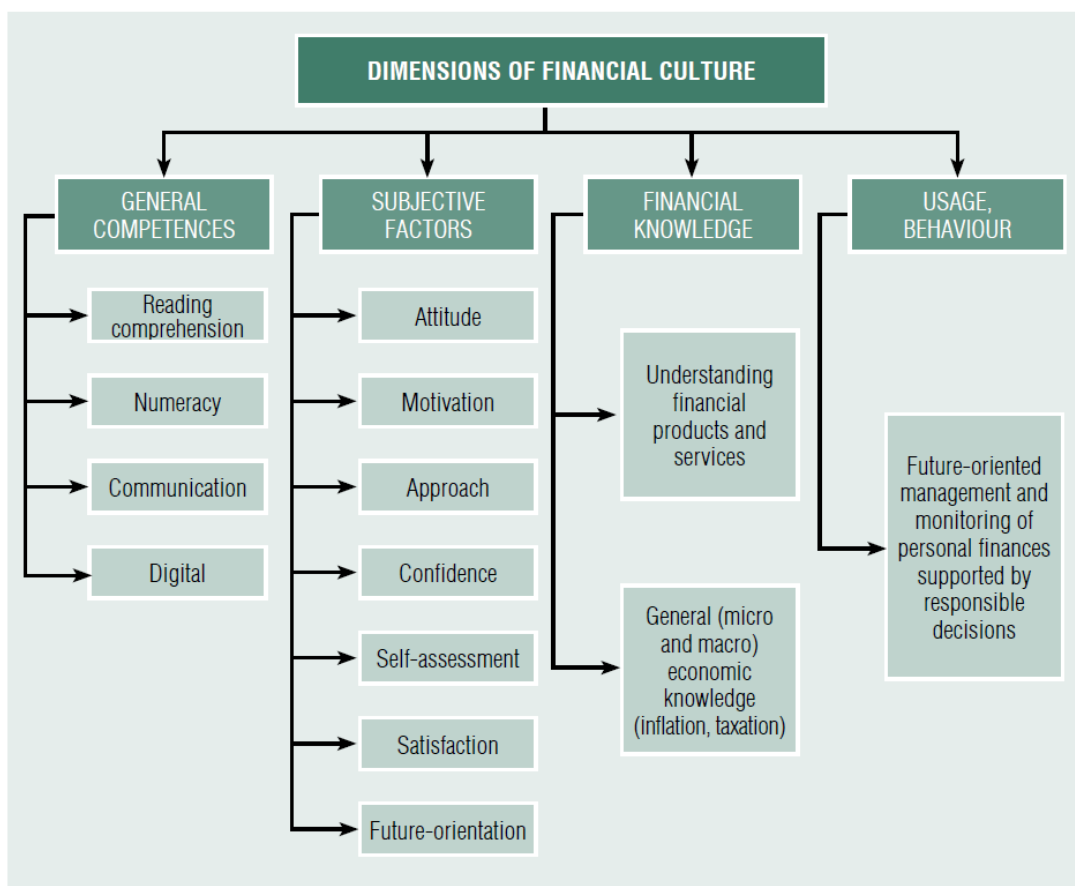 DIMENSIONS OF FINANCIAL CULTURE
GENERAL
COMPETENCES
Reading
comprehension
Numeracy
Communication
Digital
SUBJECTIVE
FACTORS
Attitude
Motivation
Approach
Confidence
Self-assessment
Satisfaction
Future-orientation
FINANCIAL
KNOWLEDGE
Understanding
financial
products and
services
General (micro
and macro)
economic
knowledge
(inflation, taxation)
USAGE,
BEHAVIOUR
Future-oriented
management and
monitoring of
personal finances
supported by
responsible
decisions